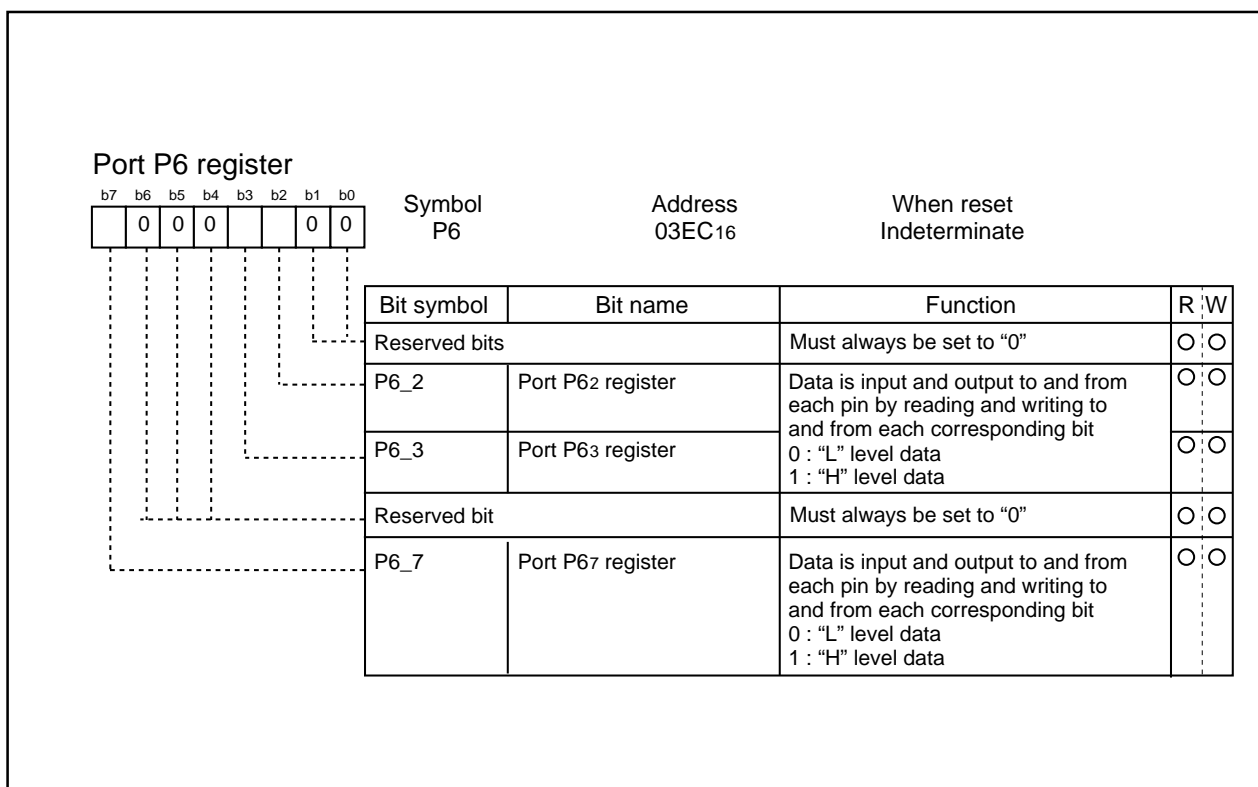 Port P6 register
b7 b6 b5 b4 b3 b2 b1 b0
0 0 0 0 0
Symbol Address When reset
P6 03EC16 Indeterminate
Bit symbol Bit name Function R W
Reserved bits Must always be set to “0”
P6_2 Port P62 register Data is input and output to and from
each pin by reading and writing to
and from each corresponding bit
P6_3 Port P63 register 0 : “L” level data
1 : “H” level data
Reserved bit Must always be set to “0”
P6_7 Port P67 register Data is input and output to and from
each pin by reading and writing to
and from each corresponding bit
0 : “L” level data
1 : “H” level data